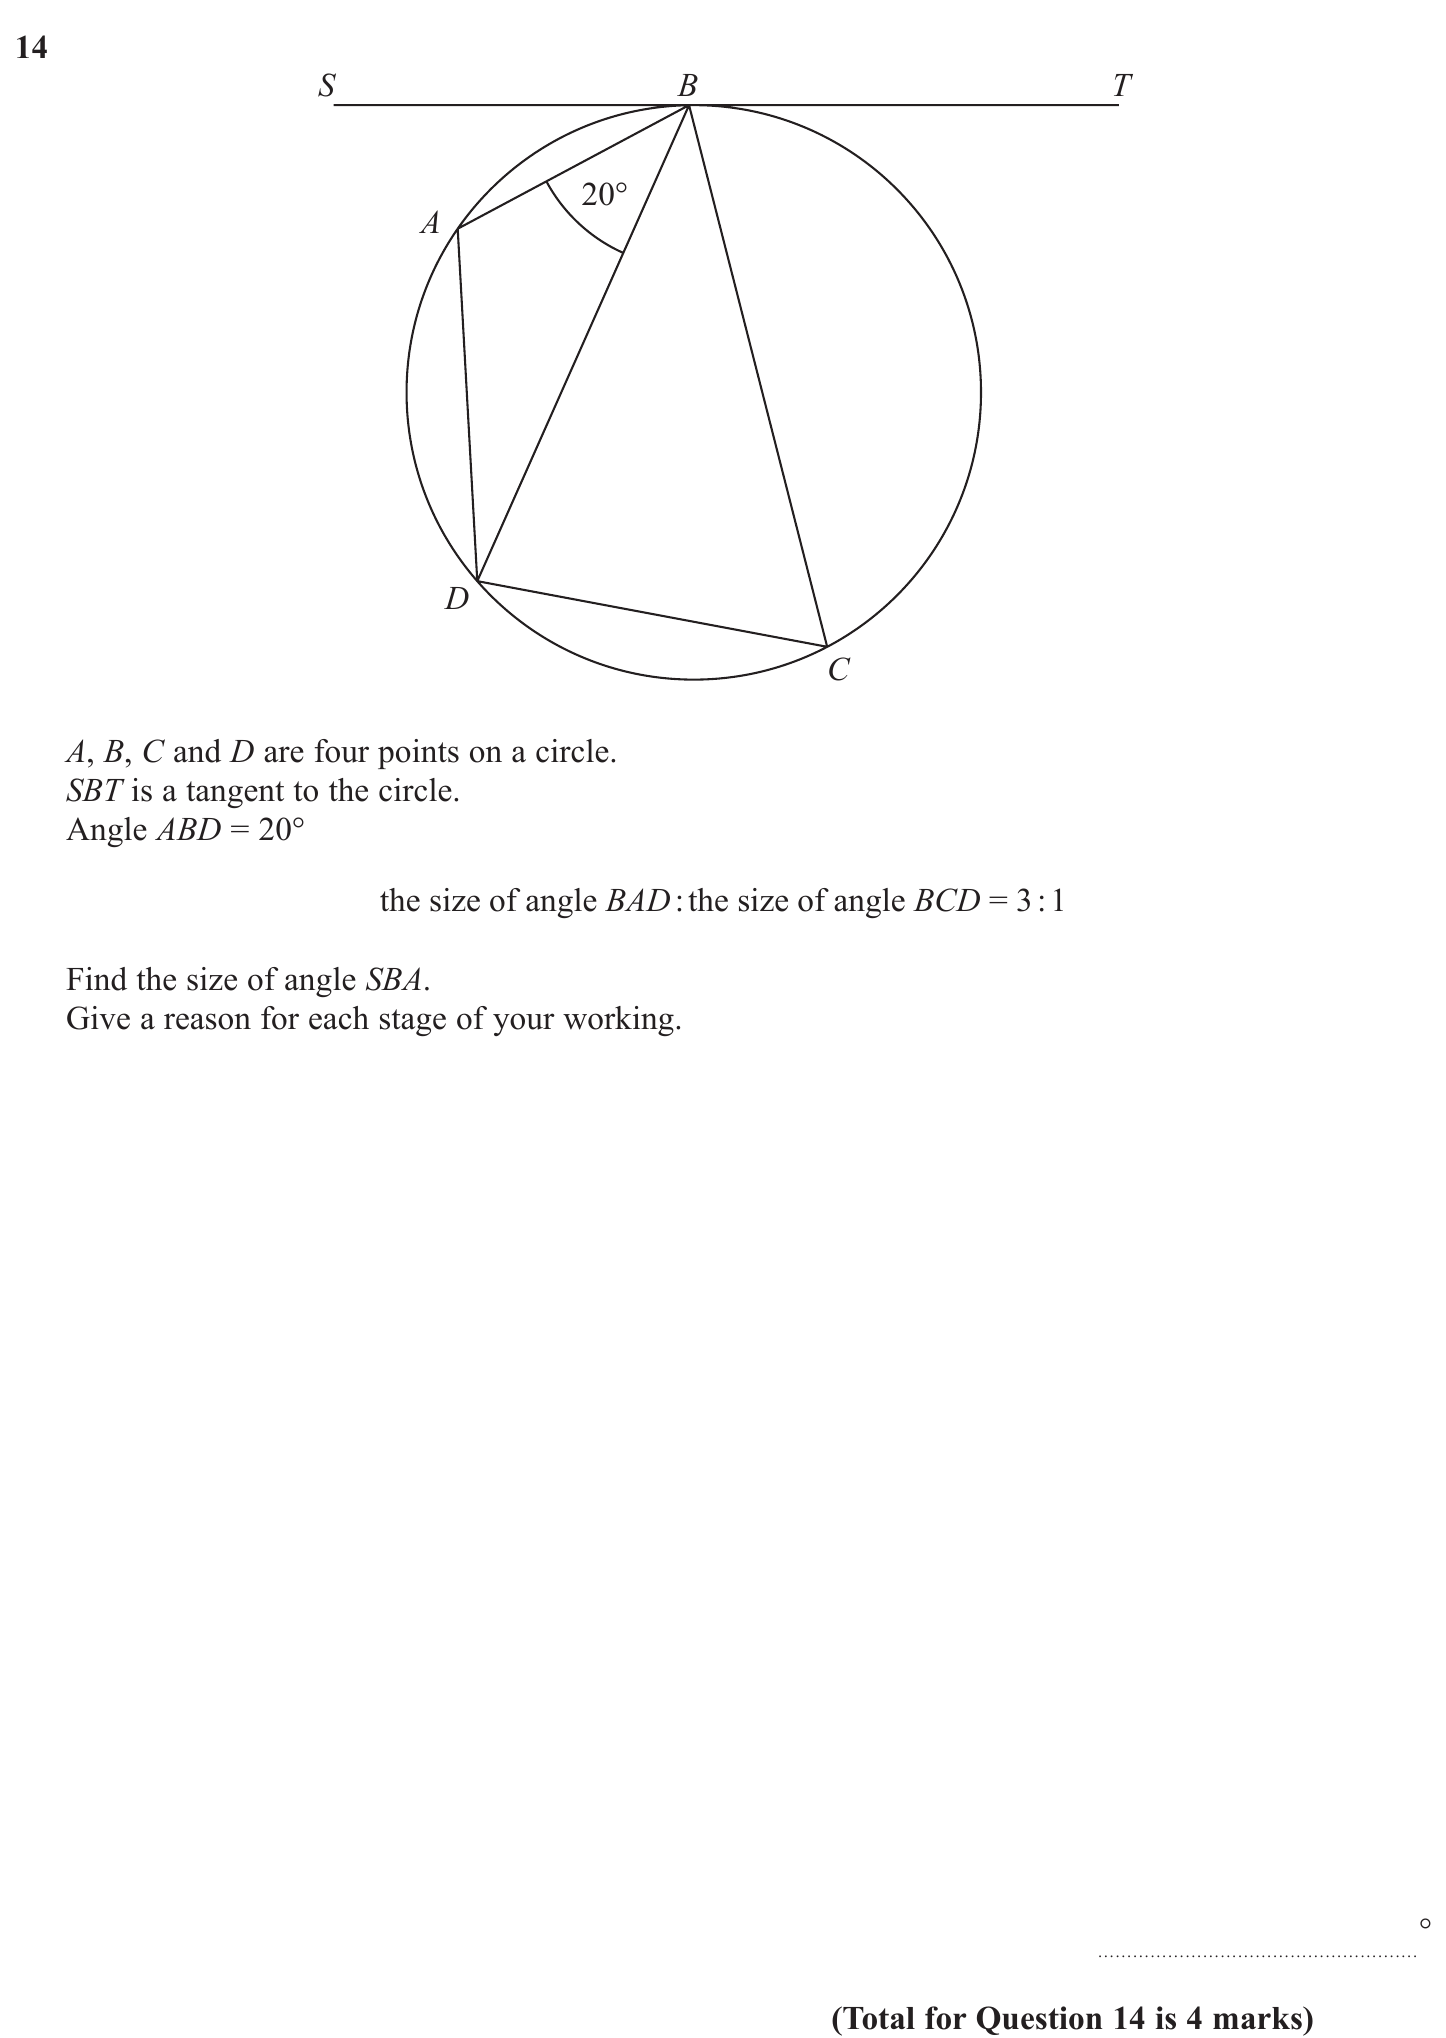 14
S B T
20°
A
D
C
A, B, C and D are four points on a circle.
SBT is a tangent to the circle.
Angle ABD = 20°
the size of angle BAD : the size of angle BCD = 3 : 1
Find the size of angle SBA.
Give a reason for each stage of your working.
°
(Total for Question 14 is 4 marks)